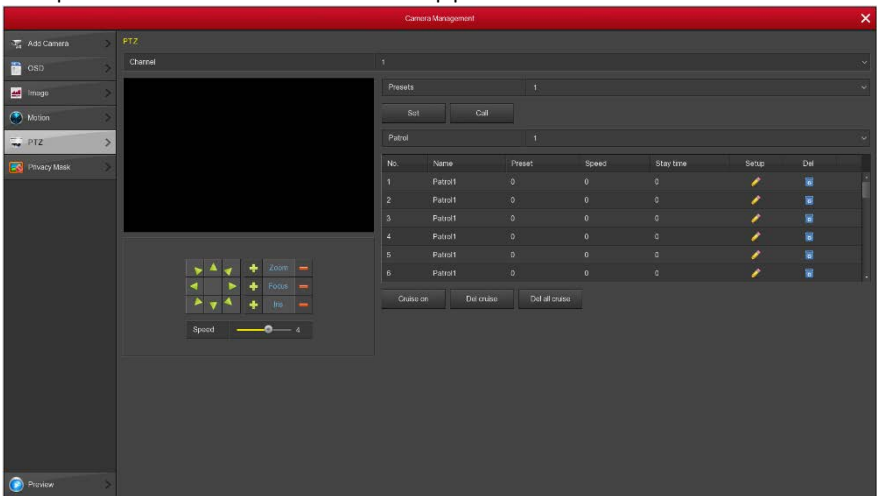 Camera Management
Add Camera
OSD
Image
Motion
PTZ
Privacy Mask
Preview
PTZ
Channel 1
Presets 1
Set Call
Patrol 1
No. Name Preset Speed Stay time Setup Del
1 Patrol1 0 0 0
2 Patrol1 0 0 0
3 Patrol1 0 0 0
4 Patrol1 0 0 0
5 Patrol1 0 0 0
6 Patrol1 0 0 0
Cruise on Del cruise Del all cruise
Zoom
Focus
Iris
Speed 4